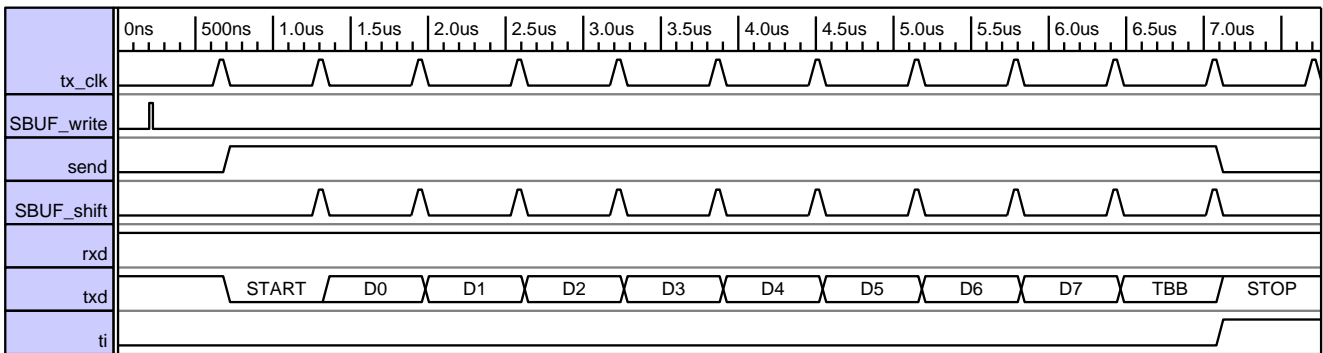 0ns 500ns 1.0us 1.5us 2.0us 2.5us 3.0us 3.5us 4.0us 4.5us 5.0us 5.5us 6.0us 6.5us 7.0us
tx_clk
SBUF_write
send
SBUF_shift
rxd
txd START D0 D1 D2 D3 D4 D5 D6 D7 TBB STOP
ti